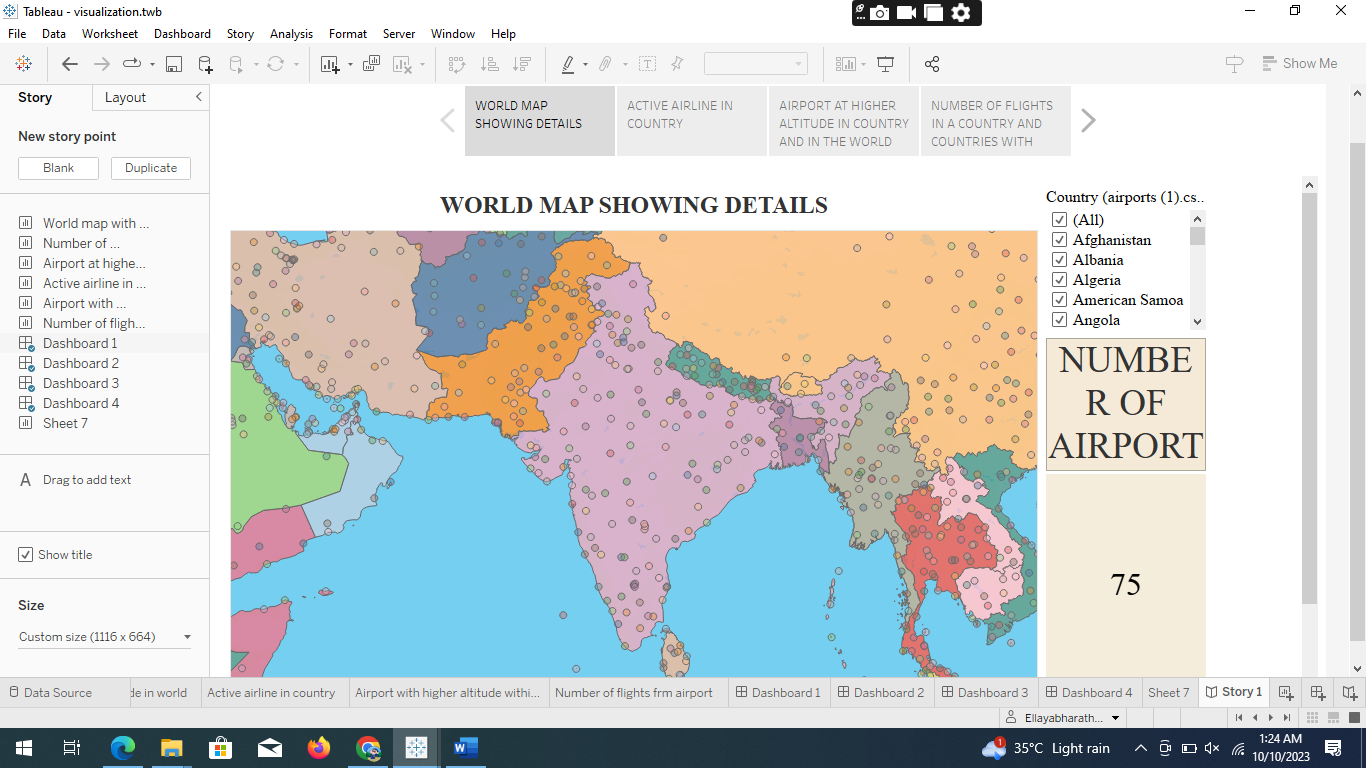 Tableau - visualization.twb
File Data Worksheet Dashboard Story Analysis Format Server Window Help
Show Me
Story Layout
New story point
Blank Duplicate
World map with ...
Number of ...
Airport at highe...
Active airline in ...
Airport with ...
Number of fligh...
Dashboard 1
Dashboard 2
Dashboard 3
Dashboard 4
Sheet 7
A Drag to add text
Show title
Size
Custom size (1116 x 664)
WORLD MAP
SHOWING DETAILS
ACTIVE AIRLINE IN
COUNTRY
AIRPORT AT HIGHER
ALTITUDE IN COUNTRY
AND IN THE WORLD
NUMBER OF FLIGHTS
IN A COUNTRY AND
COUNTRIES WITH
WORLD MAP SHOWING DETAILS
Country (airports (1).cs..
(All)
Afghanistan
Albania
Algeria
American Samoa
Angola
NUMBE
R OF
AIRPORT
75
Data Source de in world Active airline in country Airport with higher altitude withi... Number of flights frm airport Dashboard 1 Dashboard 2 Dashboard 3 Dashboard 4 Sheet 7 Story 1
Ellayabharath...
1 35°C Light rain 1:24 AM
10/10/2023